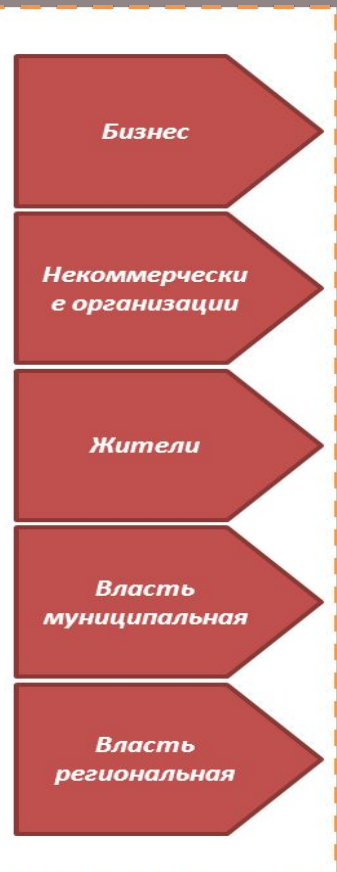 Бизнес
Некоммерчески
е организации
Жители
Власть
муниципальная
Власть
региональная